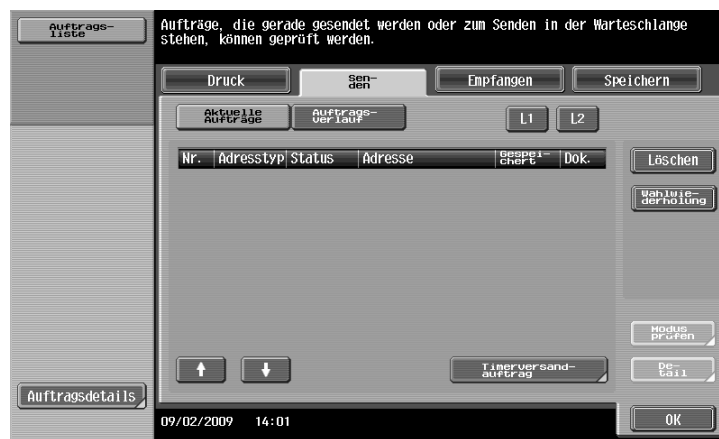 Auftrags-
liste
Aufträge, die gerade gesendet werden oder zum Senden in der Warteschlange
stehen, können geprüft werden.
Druck
Sen-
den
Empfangen
Speichern
Aktuelle
Aufträge
Auftrags-
verlauf
L1
L2
Nr. Adresstyp Status Adresse Gespei-
chert Dok.
Löschen
Wahlwie-
derholung
Modus
prüfen
Timerversand-
auftrag
De-
tail
Auftragsdetails
09/02/2009 14:01
OK